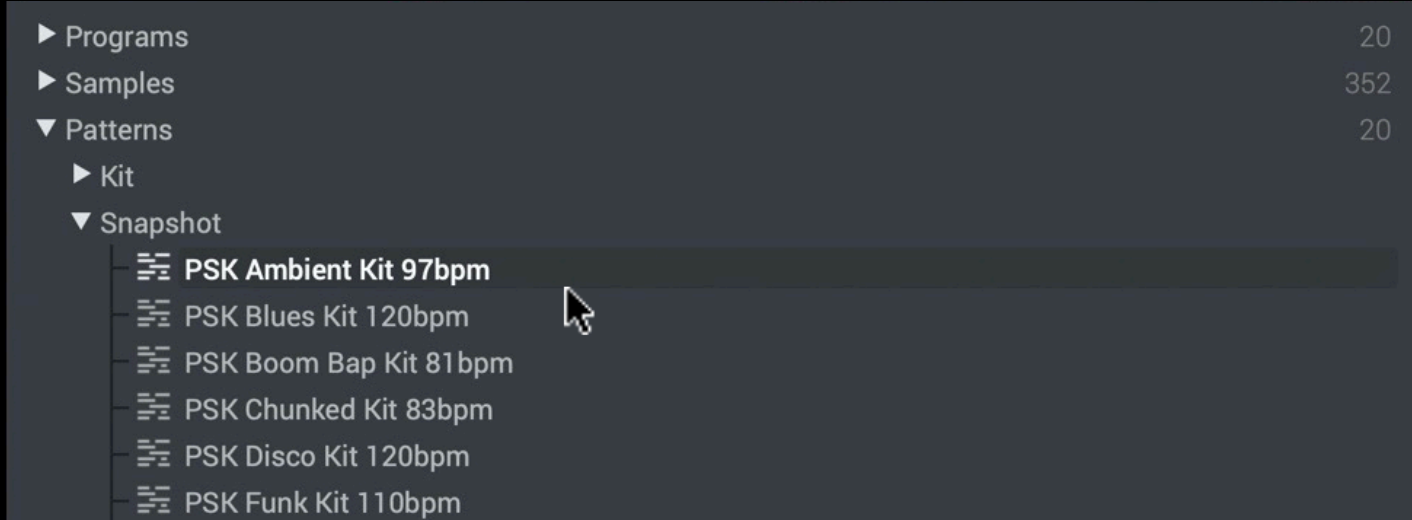 Programs 20
Samples 352
Patterns 20
Kit
Snapshot
PSK Ambient Kit 97bpm
PSK Blues Kit 120bpm
PSK Boom Bap Kit 81bpm
PSK Chunked Kit 83bpm
PSK Disco Kit 120bpm
PSK Funk Kit 110bpm